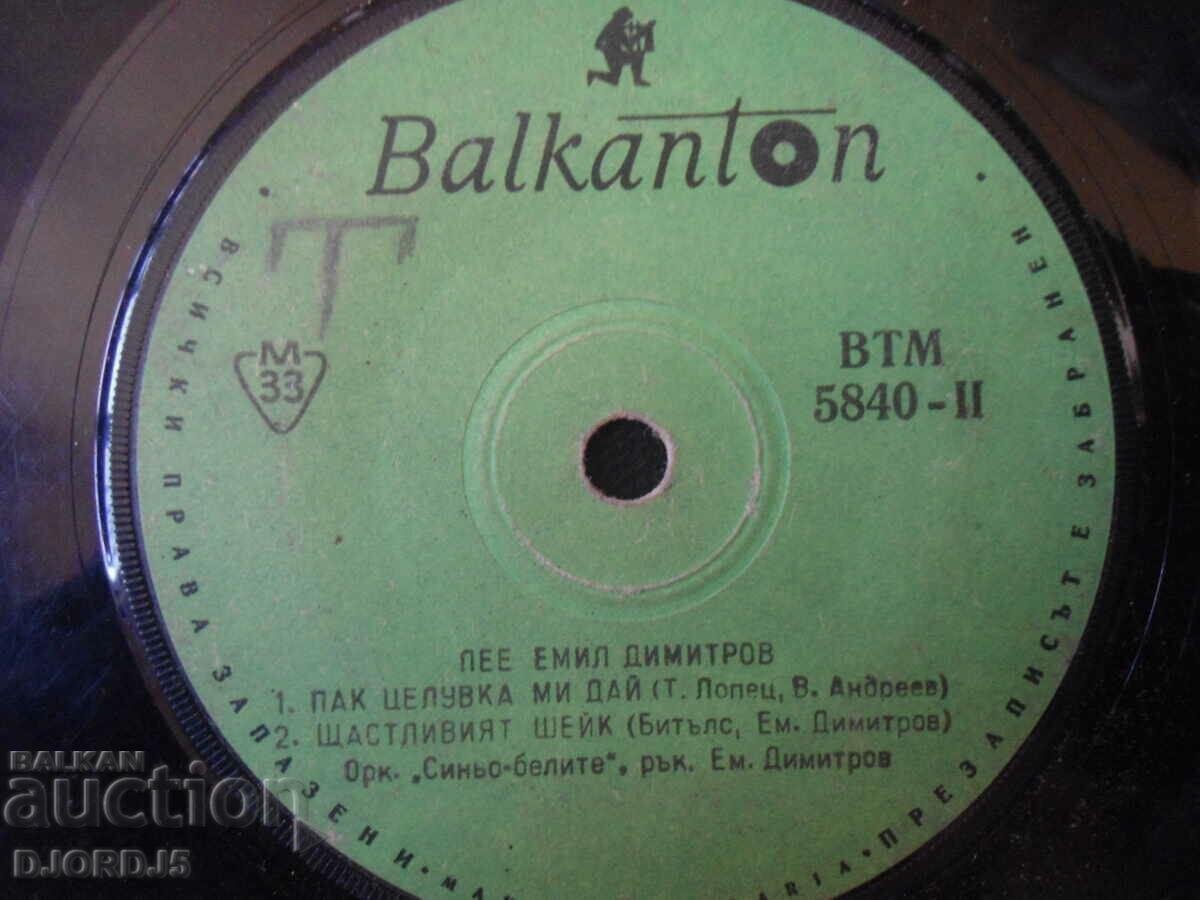 Balkanton
T
М
33
ВТМ
5840-II
ПЕЕ ЕМИЛ ДИМИТРОВ
1. ПАК ЦЕЛУВКА МИ ДАЙ (Т. Лопец, В. Андреев)
2. ЩАСТЛИВИЯТ ШЕЙК (Битълс, Ем. Димитров)
Орк. „Синьо-белите", рък. Ем. Димитров
ВСИЧКИ ПРАВА ЗАПАЗЕНИ • ПРЕЗАПИСЪТ Е ЗАБРАНЕН
BALKAN
auction
DJORDJ5